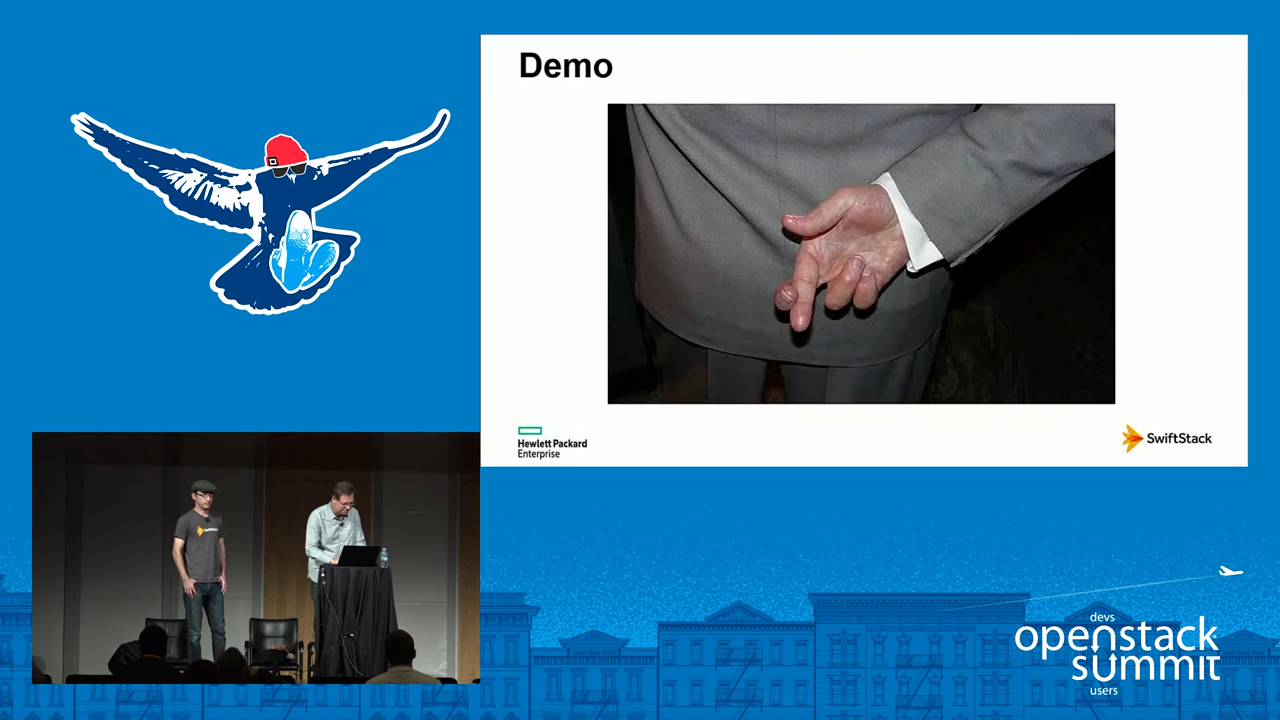 Demo
Hewlett Packard
Enterprise
SwiftStack
devs
openstack
summit
users